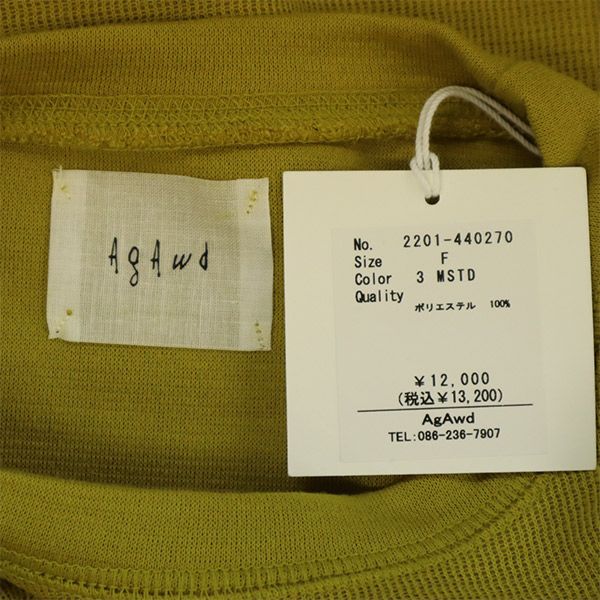 AgAwd
No. 2201-440270
Size F
Color 3 MSTD
Quality
ポリエステル 100%
￥12,000
(税込￥13,200)
AgAwd
TEL:086-236-7907